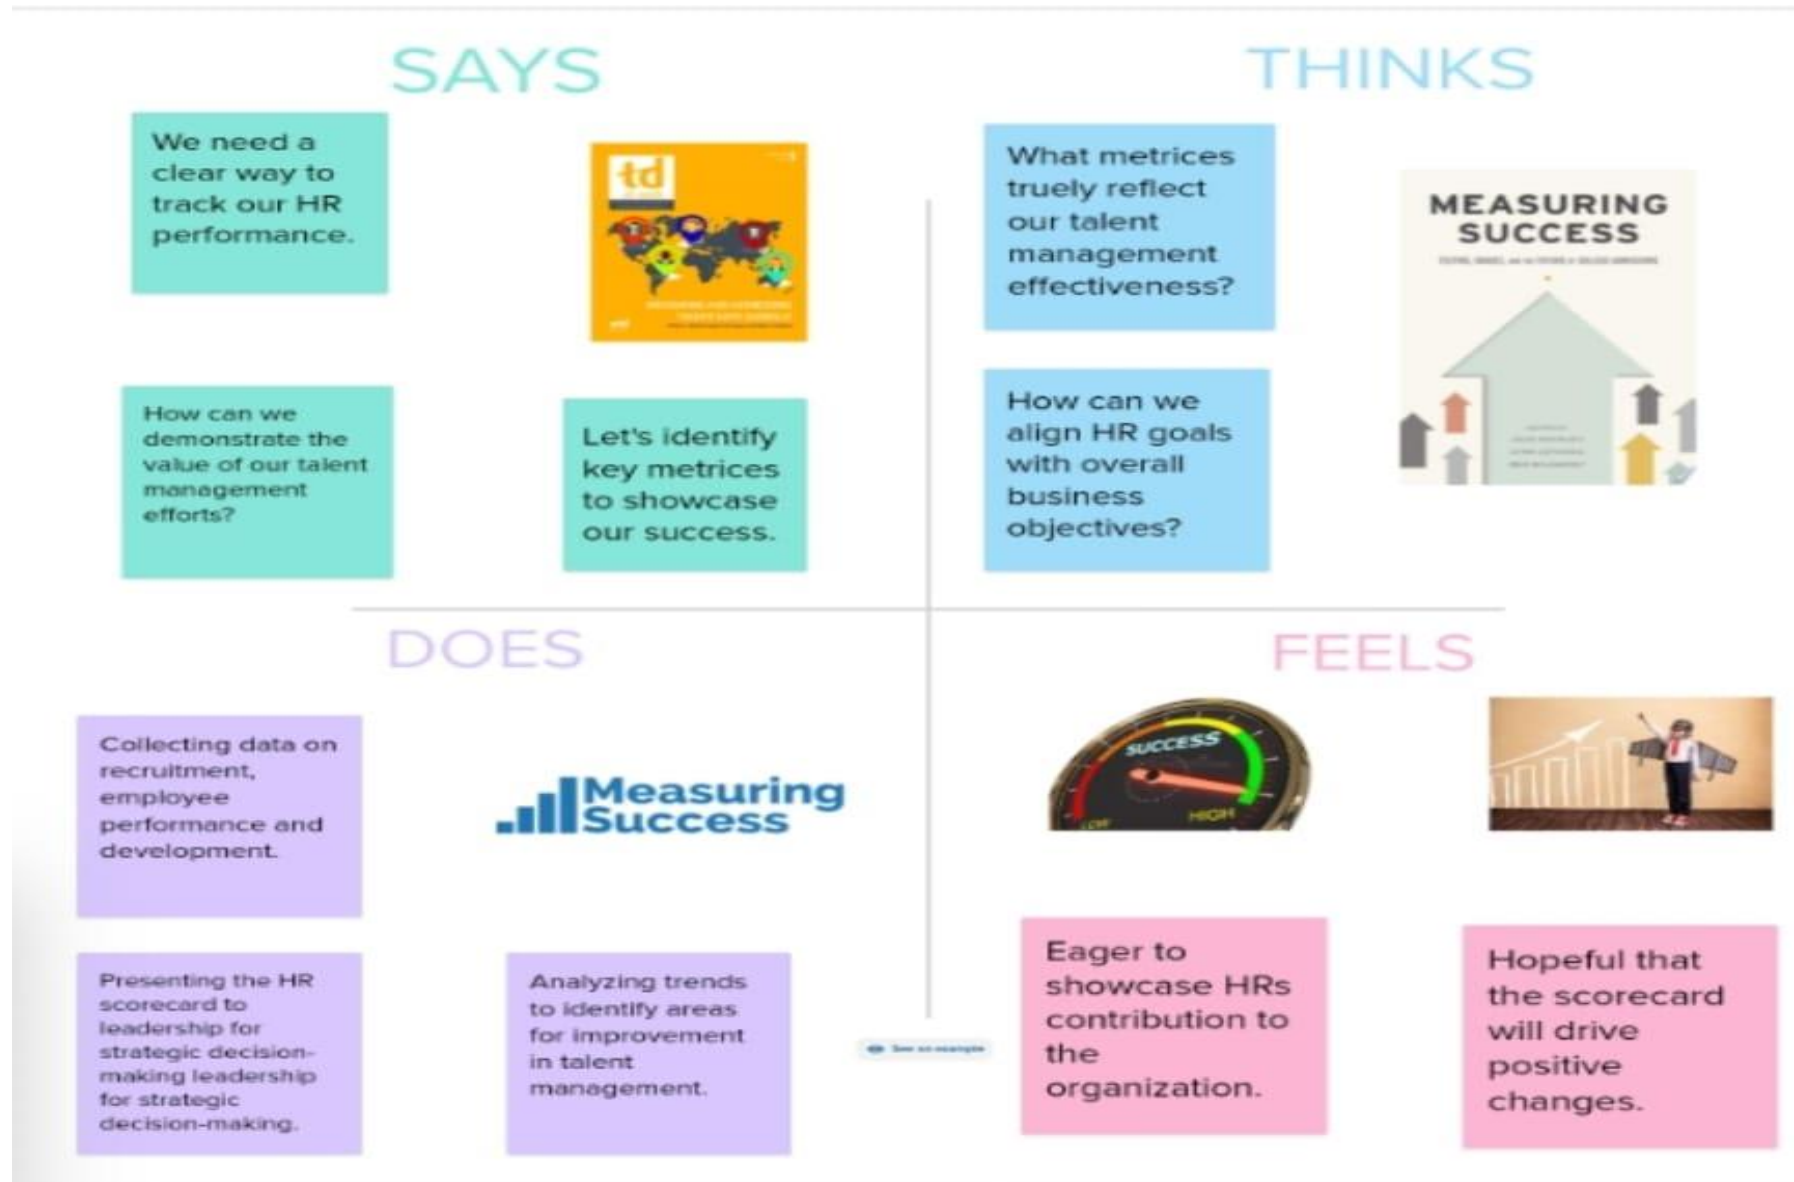 SAYS
We need a
clear way to
track our HR
performance.
td
How can we
demonstrate the
value of our talent
management
efforts?
Let's identify
key metrices
to showcase
our success.
THINKS
What metrices
truely reflect
our talent
management
effectiveness?
MEASURING
SUCCESS
How can we
align HR goals
with overall
business
objectives?
DOES
Collecting data on
recruitment,
employee
performance and
development.
Measuring
Success
Presenting the HR
scorecard to
leadership for
strategic decision-
making leadership
for strategic
decision-making.
Analyzing trends
to identify areas
for improvement
in talent
management.
See an example
FEELS
SUCCESS
LOW
HIGH
Eager to
showcase HRs
contribution to
the
organization.
Hopeful that
the scorecard
will drive
positive
changes.